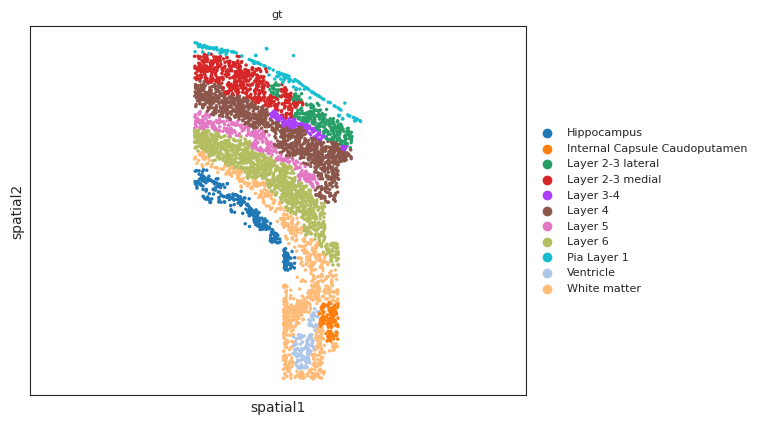 gt
spatial2
spatial1
Hippocampus
Internal Capsule Caudoputamen
Layer 2-3 lateral
Layer 2-3 medial
Layer 3-4
Layer 4
Layer 5
Layer 6
Pia Layer 1
Ventricle
White matter